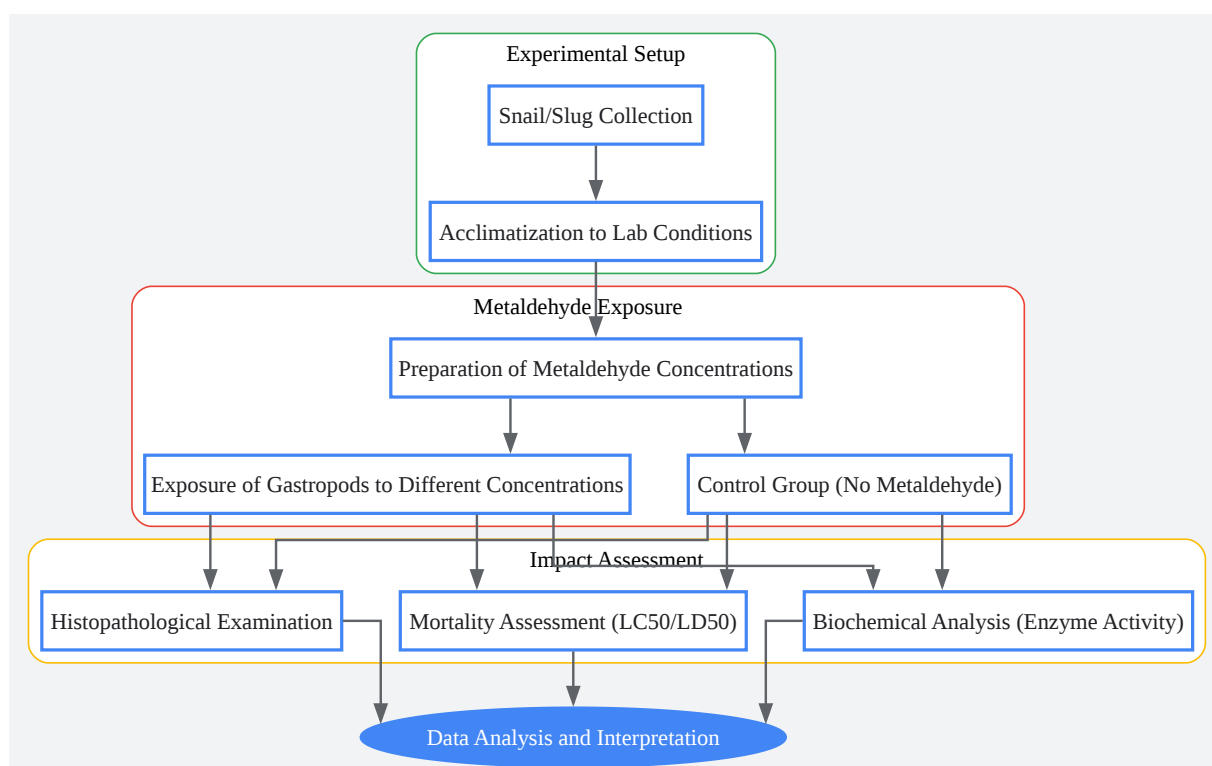 Experimental Setup
Snail/Slug Collection
Acclimatization to Lab Conditions
Metaldehyde Exposure
Preparation of Metaldehyde Concentrations
Exposure of Gastropods to Different Concentrations
Control Group (No Metaldehyde)
Impact Assessment
Histopathological Examination
Mortality Assessment (LC50/LD50)
Biochemical Analysis (Enzyme Activity)
Data Analysis and Interpretation